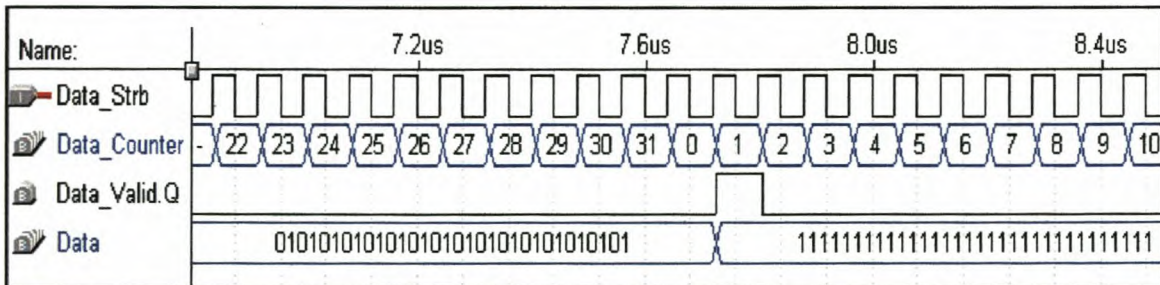 Name: 7.2us 7.6us 8.0us 8.4us
Data_Strb
Data_Counter - 22 23 24 25 26 27 28 29 30 31 0 1 2 3 4 5 6 7 8 9 10
Data_Valid.Q
Data 01010101010101010101010101010101 11111111111111111111111111111111